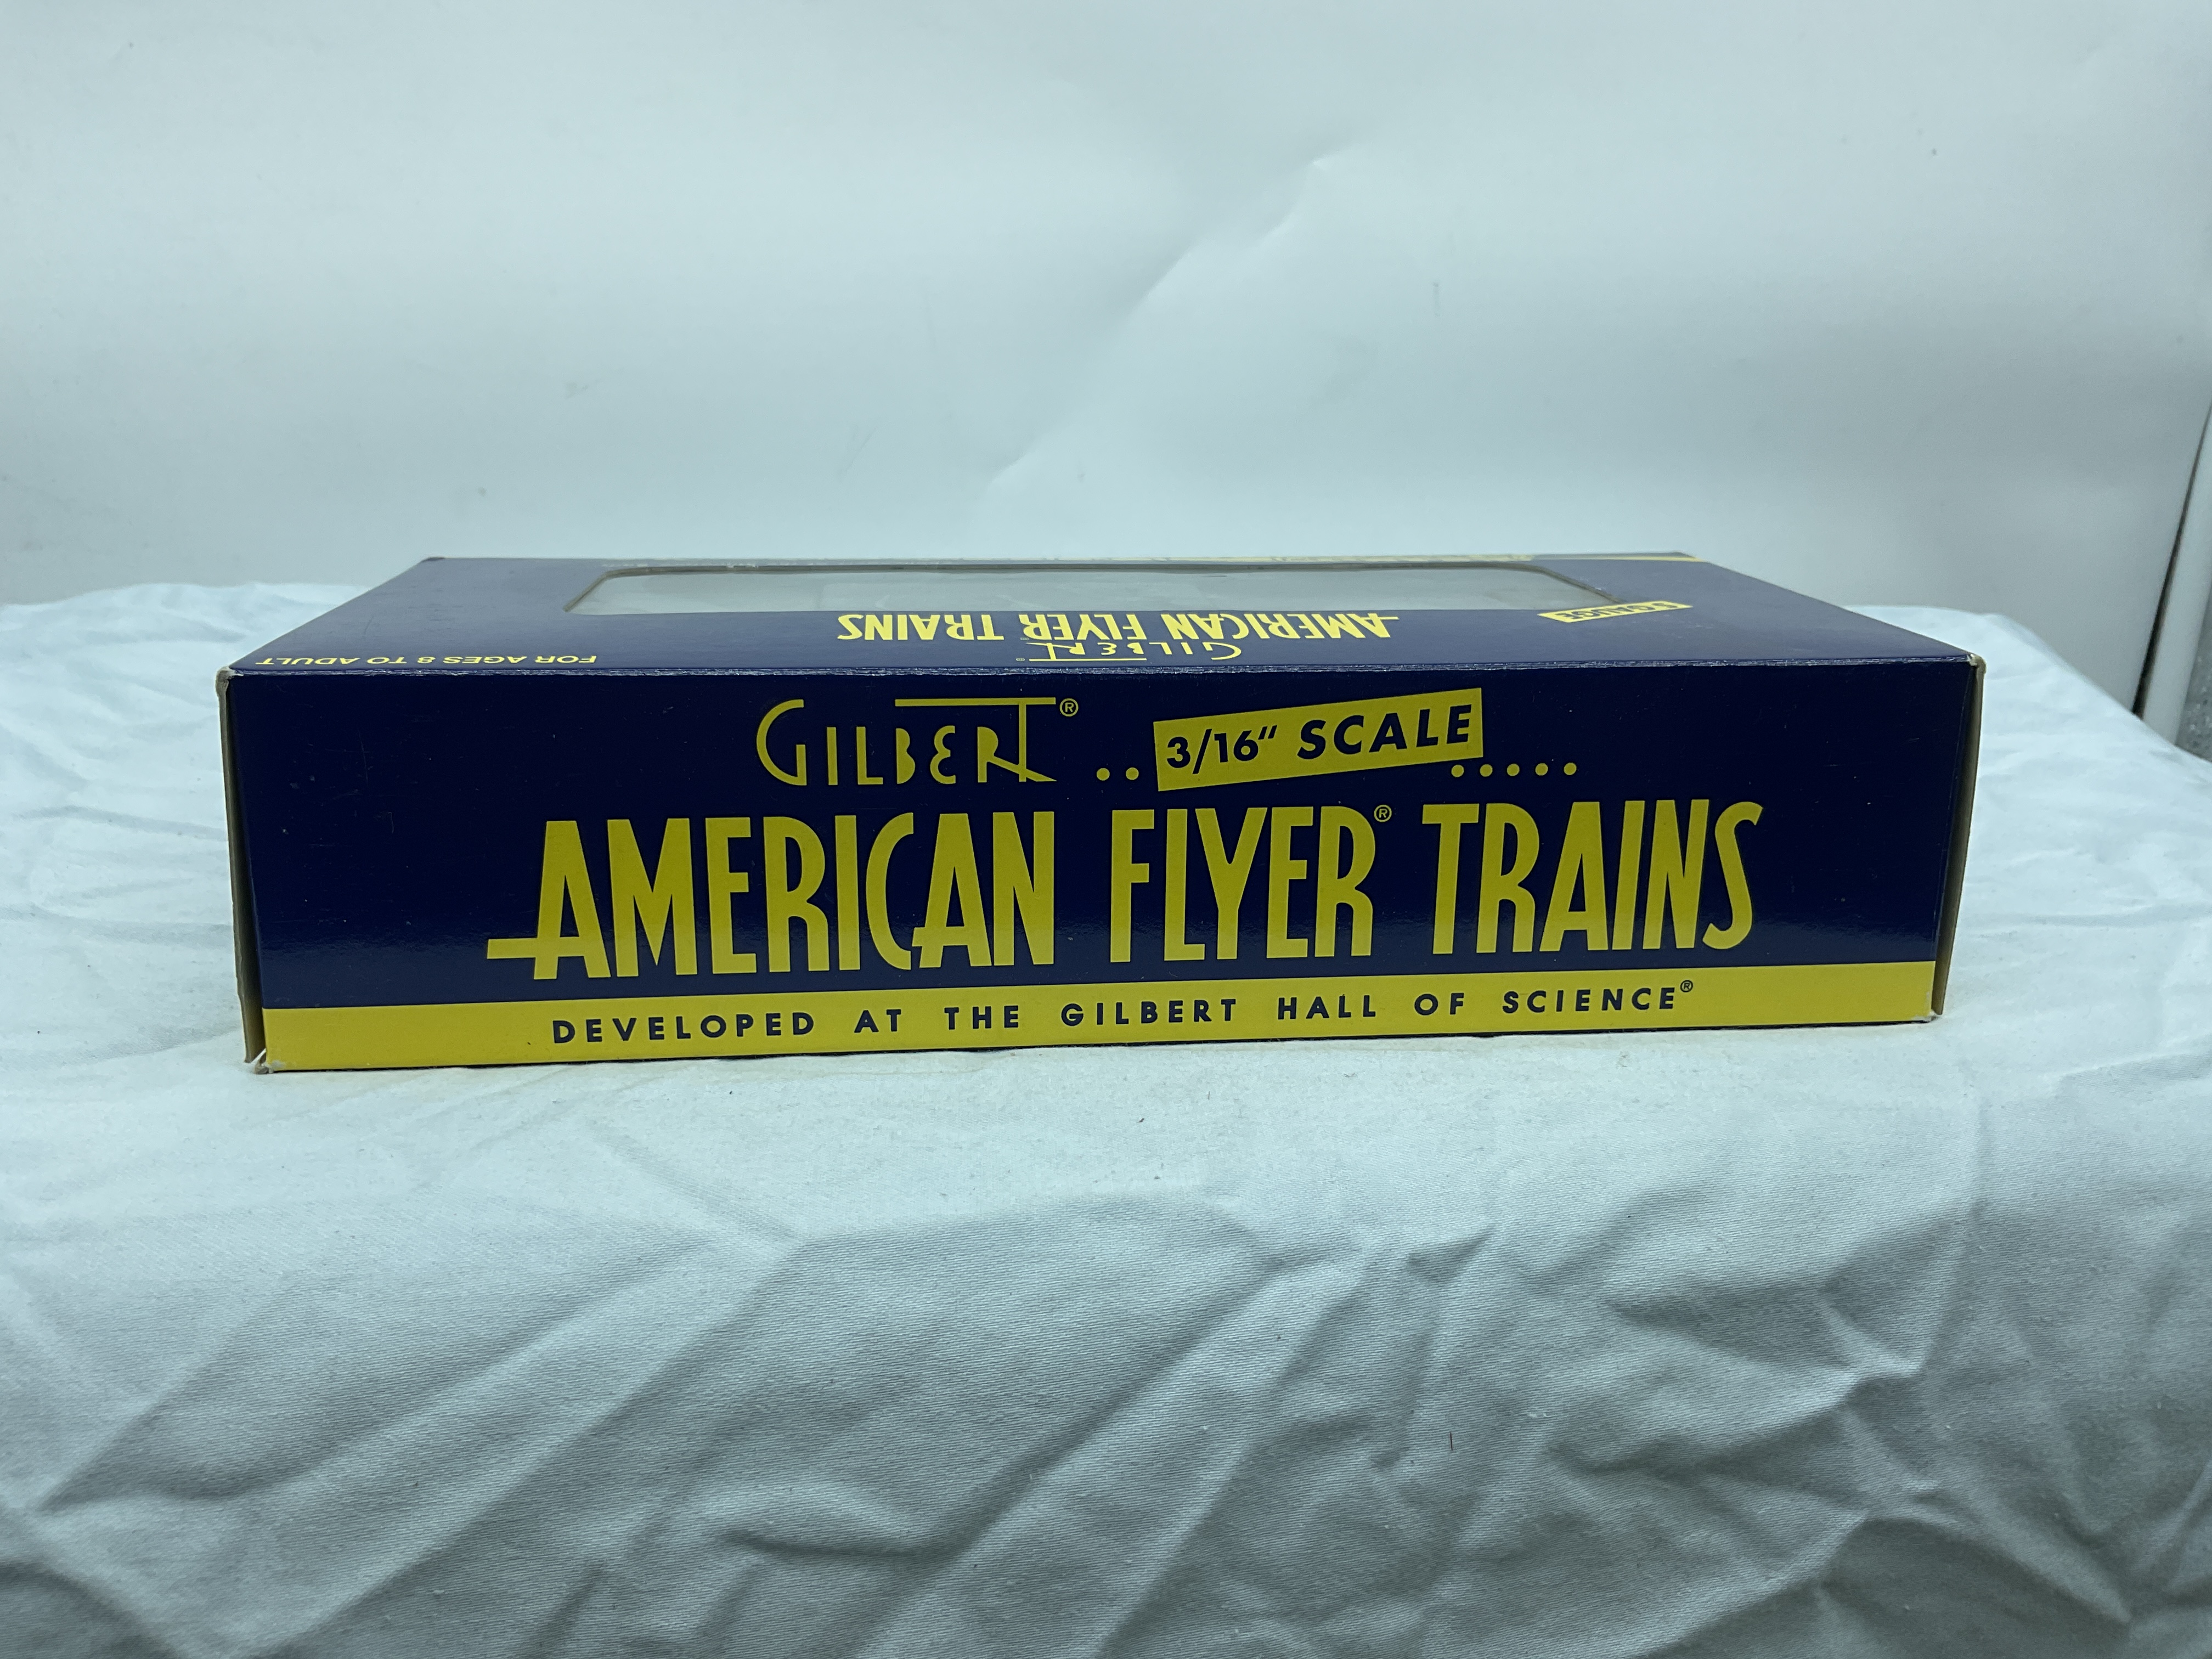 S GAUGE
AMERICAN FLYER TRAINS
GILBERT
FOR AGES 8 TO ADULT
GILBERT® .. 3/16" SCALE .....
AMERICAN FLYER® TRAINS
DEVELOPED AT THE GILBERT HALL OF SCIENCE®